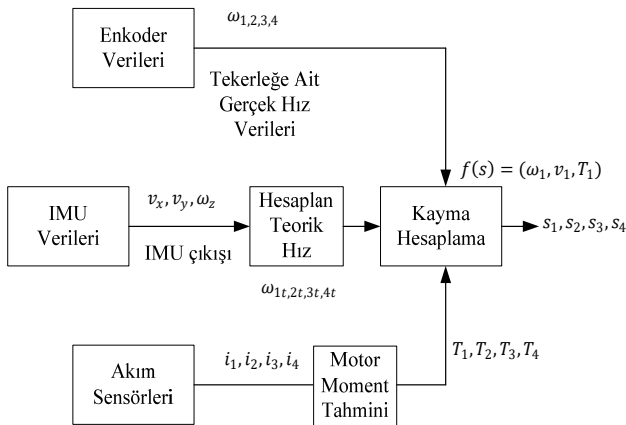 Enkoder
Verileri
ω₁,₂,₃,₄
Tekerleğe Ait
Gerçek Hız
Verileri
f(s) = (ω₁, v₁, T₁)
IMU
Verileri
vₓ, v_y, ω_z
IMU çıkışı
Hesaplan
Teorik
Hız
ω₁ₜ,₂ₜ,₃ₜ,₄ₜ
Kayma
Hesaplama
s₁, s₂, s₃, s₄
Akım
Sensörleri
i₁, i₂, i₃, i₄
Motor
Moment
Tahmini
T₁, T₂, T₃, T₄